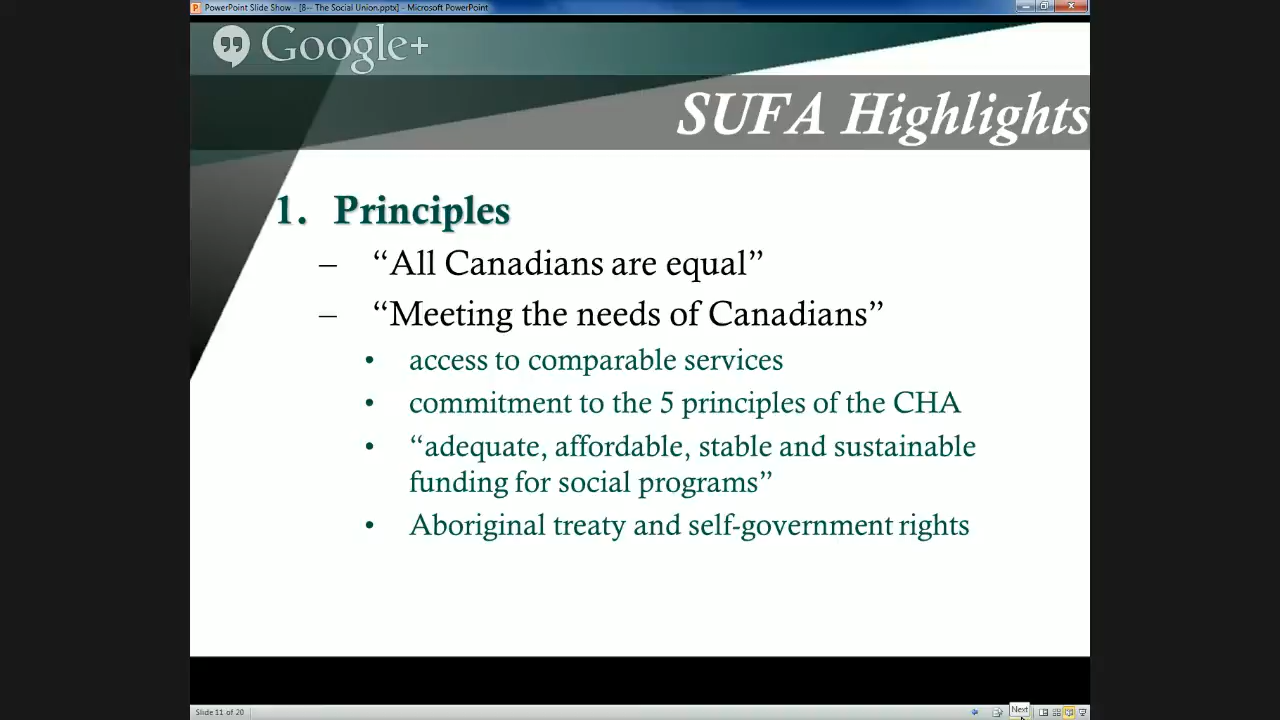 PowerPoint Slide Show - [8-- The Social Union.pptx] - Microsoft PowerPoint
Google+
SUFA Highlights
1. Principles
– “All Canadians are equal”
– “Meeting the needs of Canadians”
• access to comparable services
• commitment to the 5 principles of the CHA
• “adequate, affordable, stable and sustainable
funding for social programs”
• Aboriginal treaty and self-government rights
Slide 11 of 20
Next